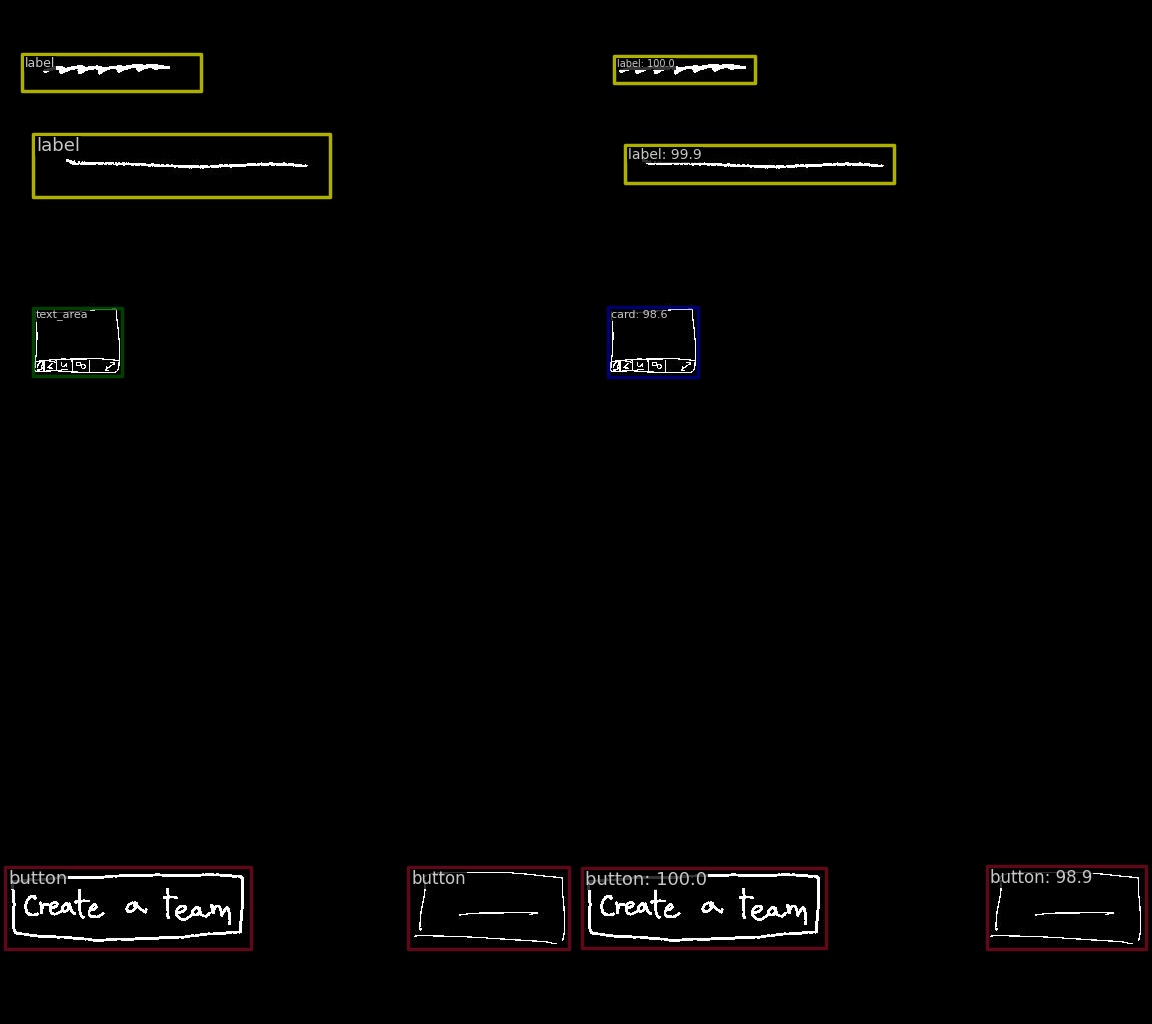 label label: 100.0
label label: 99.9
text_area card: 98.6
button button button: 100.0 button: 98.9
Create a team Create a team